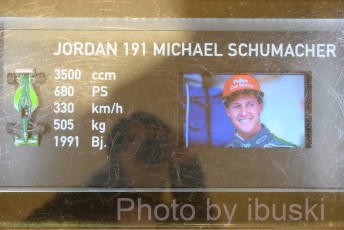 JORDAN 191 MICHAEL SCHUMACHER
3500 ccm
680 PS
330 km/h
505 kg
1991 Bj.
Photo by ibuski